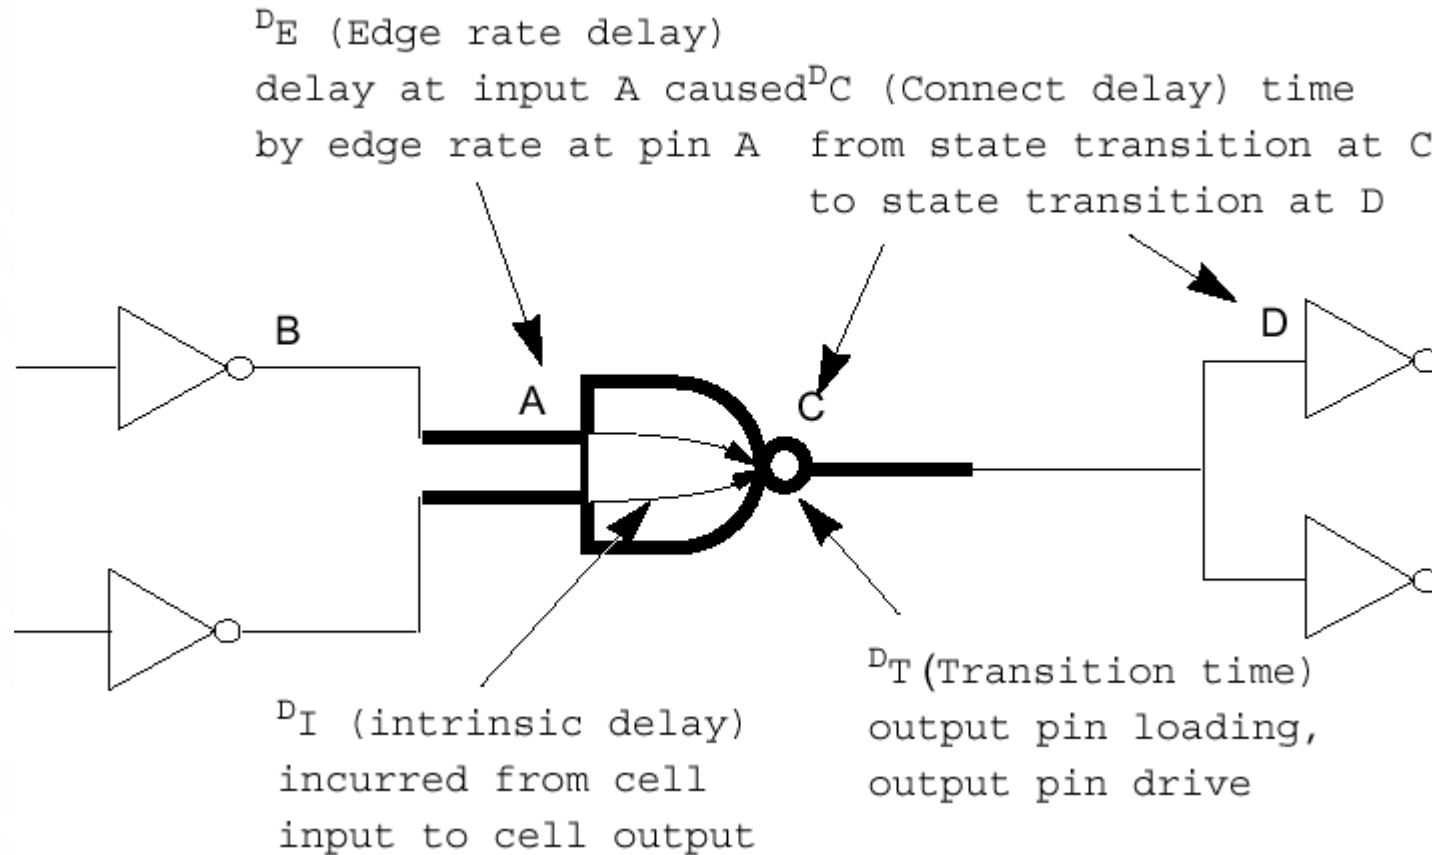 DE (Edge rate delay)
delay at input A caused
by edge rate at pin A
DC (Connect delay) time
from state transition at C
to state transition at D
B
A
C
D
DI (intrinsic delay)
incurred from cell
input to cell output
DT (Transition time)
output pin loading,
output pin drive